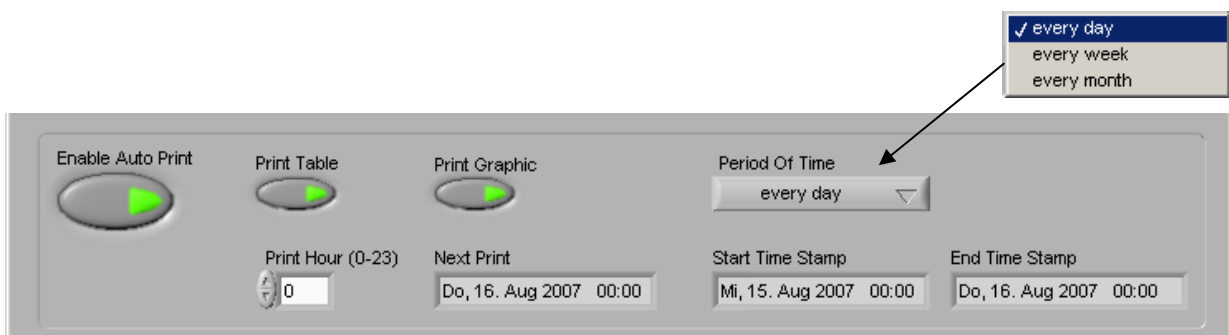 ✓ every day
every week
every month
Enable Auto Print
Print Table
Print Graphic
Period Of Time
every day
Print Hour (0-23)
Next Print
Start Time Stamp
End Time Stamp
0
Do, 16. Aug 2007 00:00
Mi, 15. Aug 2007 00:00
Do, 16. Aug 2007 00:00